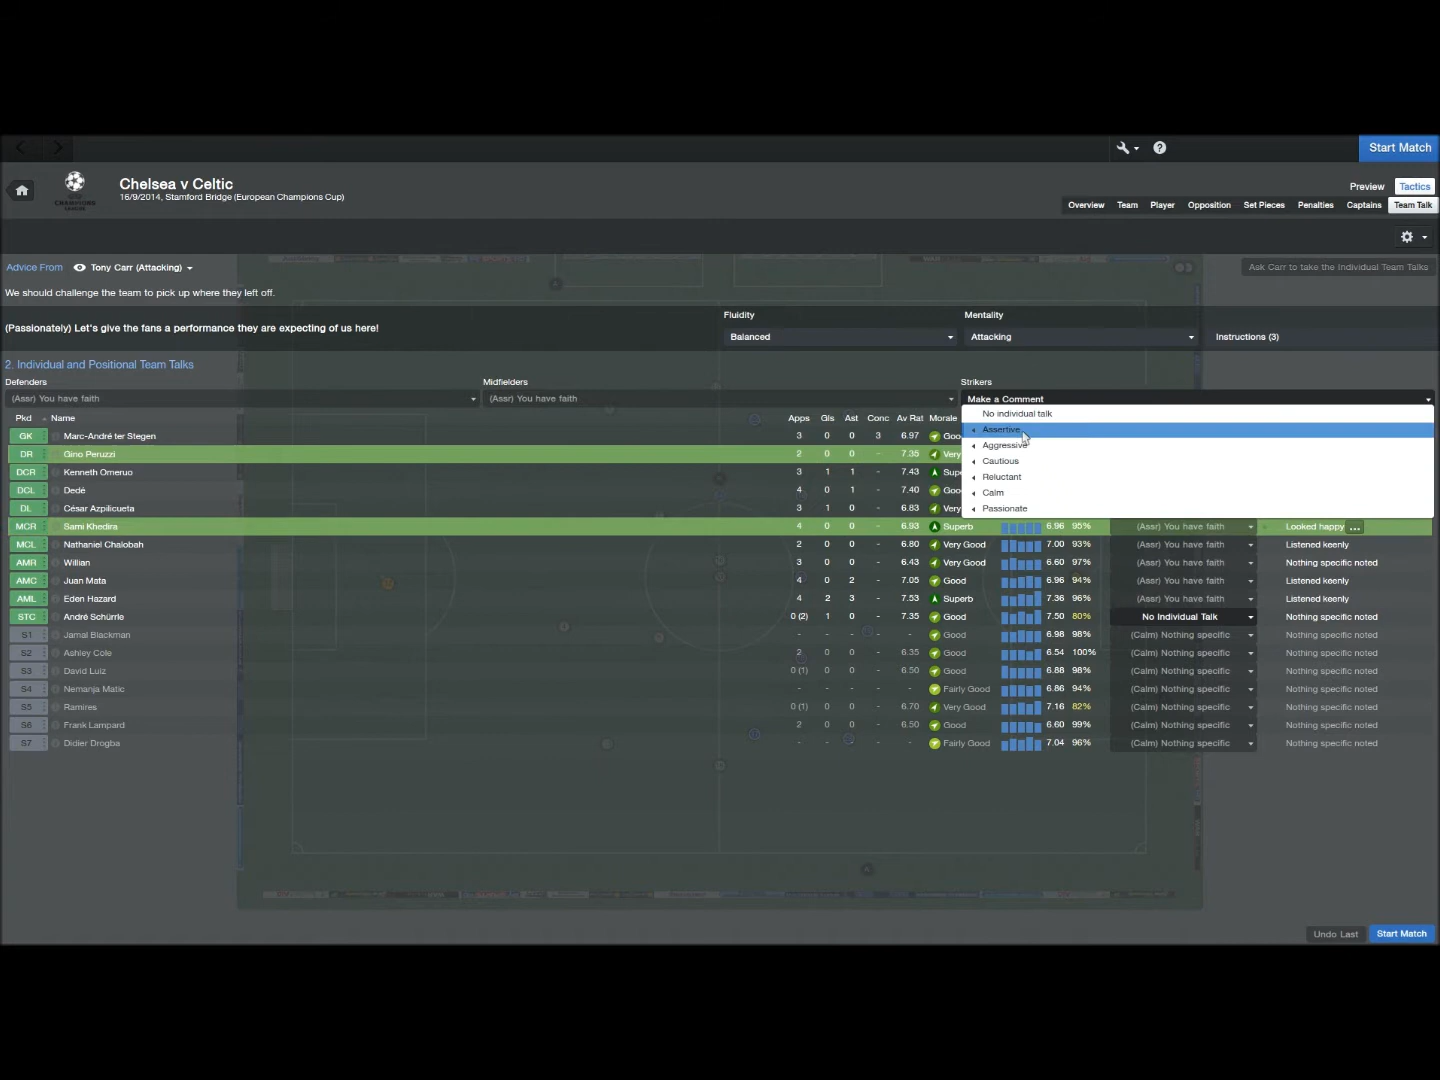 Start Match
Chelsea v Celtic
16/9/2014, Stamford Bridge (European Champions Cup)
CHAMPIONS LEAGUE
Preview Tactics
Overview Team Player Opposition Set Pieces Penalties Captains Team Talk
Advice From Tony Carr (Attacking) Ask Carr to take the Individual Team Talks
We should challenge the team to pick up where they left off.
Fluidity Mentality
(Passionately) Let's give the fans a performance they are expecting of us here!
Balanced Attacking Instructions (3)
2. Individual and Positional Team Talks
Defenders Midfielders Strikers
(Assr) You have faith (Assr) You have faith Make a Comment
No individual talk
Assertive
Aggressive
Cautious
Reluctant
Calm
Passionate
Pkd Name Apps Gls Ast Conc Av Rat Morale
GK Marc-André ter Stegen 3 0 0 3 6.97 Good
DR Gino Peruzzi 2 0 0 - 7.35 Very
DCR Kenneth Omeruo 3 1 1 - 7.43 Sup
DCL Dedé 4 0 1 - 7.40 Good
DL César Azpilicueta 3 1 0 - 6.83 Very
MCR Sami Khedira 4 0 0 - 6.93 Superb 6.96 95% (Assr) You have faith Looked happy ...
MCL Nathaniel Chalobah 2 0 0 - 6.80 Very Good 7.00 93% (Assr) You have faith Listened keenly
AMR Willian 3 0 0 - 6.43 Very Good 6.60 97% (Assr) You have faith Nothing specific noted
AMC Juan Mata 4 0 2 - 7.05 Good 6.96 94% (Assr) You have faith Listened keenly
AML Eden Hazard 4 2 3 - 7.53 Superb 7.36 96% (Assr) You have faith Listened keenly
STC André Schürrle 0 (2) 1 0 - 7.35 Good 7.50 80% No Individual Talk Nothing specific noted
S1 Jamal Blackman - - - - - Good 6.98 98% (Calm) Nothing specific Nothing specific noted
S2 Ashley Cole 2 0 0 - 6.35 Good 6.54 100% (Calm) Nothing specific Nothing specific noted
S3 David Luiz 0 (1) 0 0 - 6.50 Good 6.88 98% (Calm) Nothing specific Nothing specific noted
S4 Nemanja Matic - - - - - Fairly Good 6.86 94% (Calm) Nothing specific Nothing specific noted
S5 Ramires 0 (1) 0 0 - 6.70 Very Good 7.16 82% (Calm) Nothing specific Nothing specific noted
S6 Frank Lampard 2 0 0 - 6.50 Good 6.60 99% (Calm) Nothing specific Nothing specific noted
S7 Didier Drogba - - - - - Fairly Good 7.04 96% (Calm) Nothing specific Nothing specific noted
Undo Last Start Match